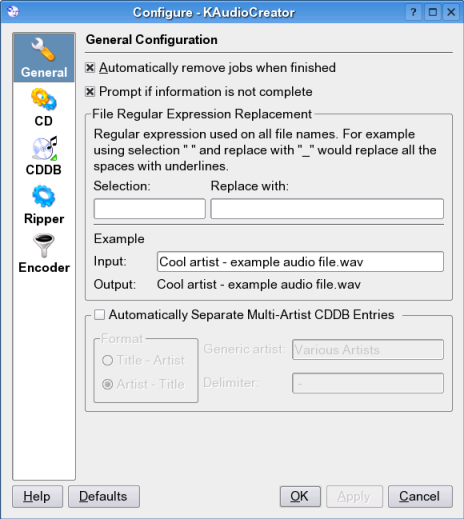 Configure - KAudioCreator
General
CD
CDDB
Ripper
Encoder
General Configuration
Automatically remove jobs when finished
Prompt if information is not complete
File Regular Expression Replacement
Regular expression used on all file names. For example
using selection " " and replace with "_" would replace all the
spaces with underlines.
Selection: Replace with:
Example
Input: Cool artist - example audio file.wav
Output: Cool artist - example audio file.wav
Automatically Separate Multi-Artist CDDB Entries
Format
Title - Artist
Artist - Title
Generic artist: Various Artists
Delimiter: -
Help Defaults OK Apply Cancel